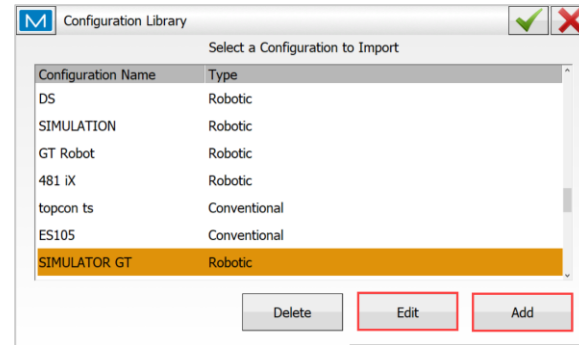 M Configuration Library
Select a Configuration to Import
Configuration Name Type
DS Robotic
SIMULATION Robotic
GT Robot Robotic
481 iX Robotic
topcon ts Conventional
ES105 Conventional
SIMULATOR GT Robotic
Delete Edit Add